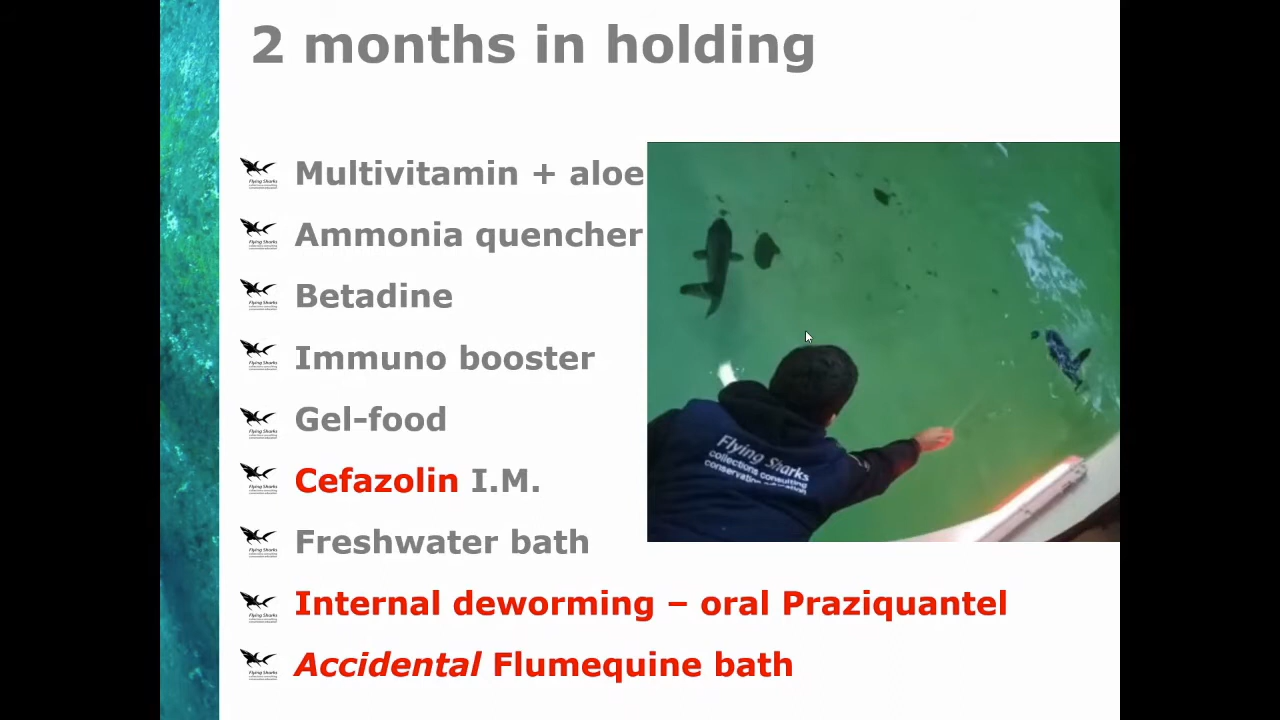 2 months in holding
Multivitamin + aloe
Ammonia quencher
Betadine
Immuno booster
Gel-food
Cefazolin I.M.
Freshwater bath
Internal deworming – oral Praziquantel
Accidental Flumequine bath
Flying Sharks
collections consulting
conservation education